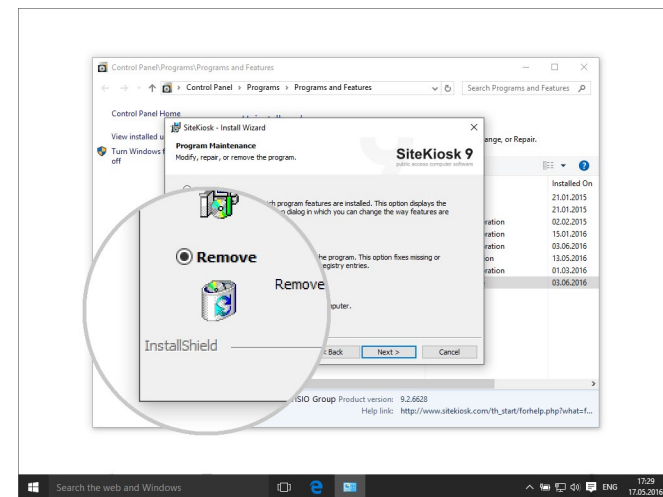 Control Panel\Programs\Programs and Features
Control Panel > Programs > Programs and Features
Search Programs and Features
Control Panel Home
View installed u
Turn Windows f
off
ange, or Repair.
SiteKiosk - Install Wizard
Program Maintenance
Modify, repair, or remove the program.
SiteKiosk 9
public access computer software
ch program features are installed. This option displays the
n dialog in which you can change the way features are
Remove
he program. This option fixes missing or
egistry entries.
Remove
puter.
InstallShield
< Back
Next >
Cancel
Installed On
21.01.2015
21.01.2015
ration 02.02.2015
ration 15.01.2016
ration 03.06.2016
on 13.05.2016
ration 01.03.2016
03.06.2016
ISIO Group Product version: 9.2.6628
Help link: http://www.sitekiosk.com/th_start/forhelp.php?what=f...
Search the web and Windows
ENG
17:29
17.05.2016